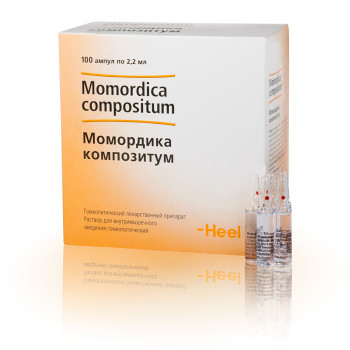 100 ампул по 2,2 мл
Momordica
compositum
Момордика
композитум
Гомеопатический лекарственный препарат
Раствор для внутримышечного
введения гомеопатический
-Heel